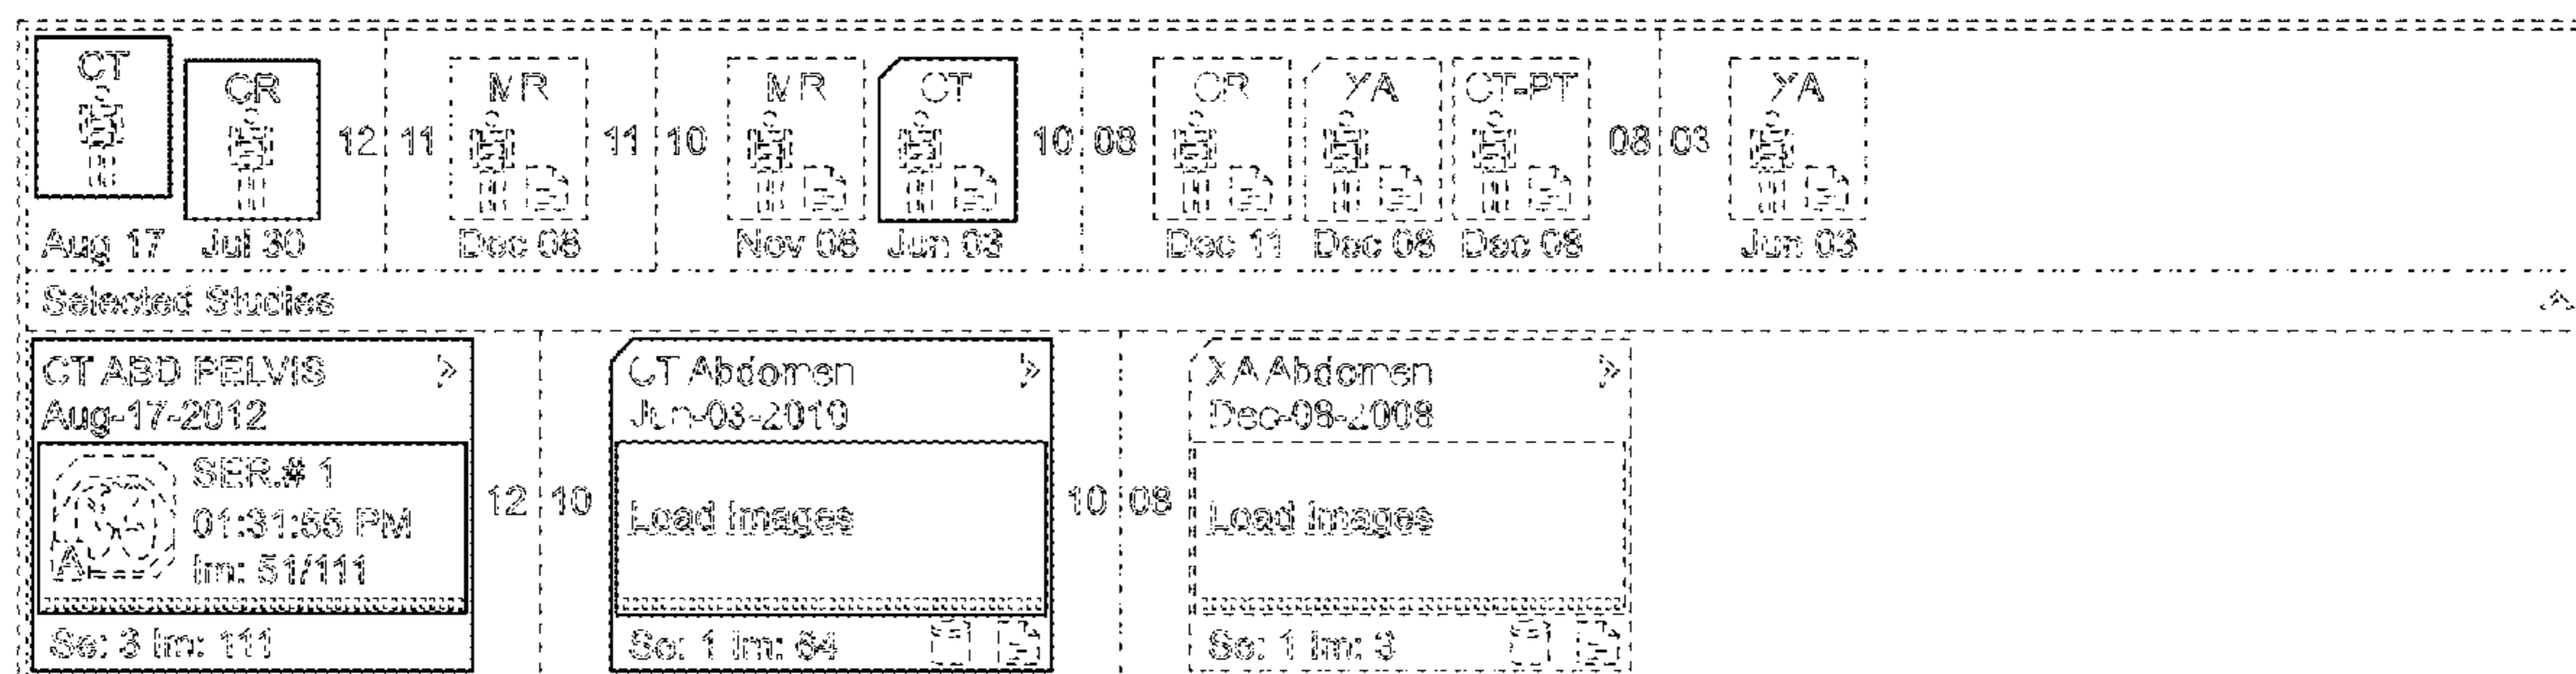 CT CR MR MR CT CR XA CT-PT XA
12 11 11 10 10 08 08 03
Aug 17 Jul 30 Dec 08 Nov 08 Jun 03 Dec 11 Dec 08 Dec 08 Jun 03
Selected Studies
CT ABD PELVIS CT Abdomen XA Abdomen
Aug-17-2012 Jun-03-2010 Dec-08-2008
SER.# 1
12 10 10 08
01:31:55 PM Load Images Load Images
A Im: 51/111
Se: 3 Im: 111 Se: 1 Im: 64 Se: 1 Im: 3